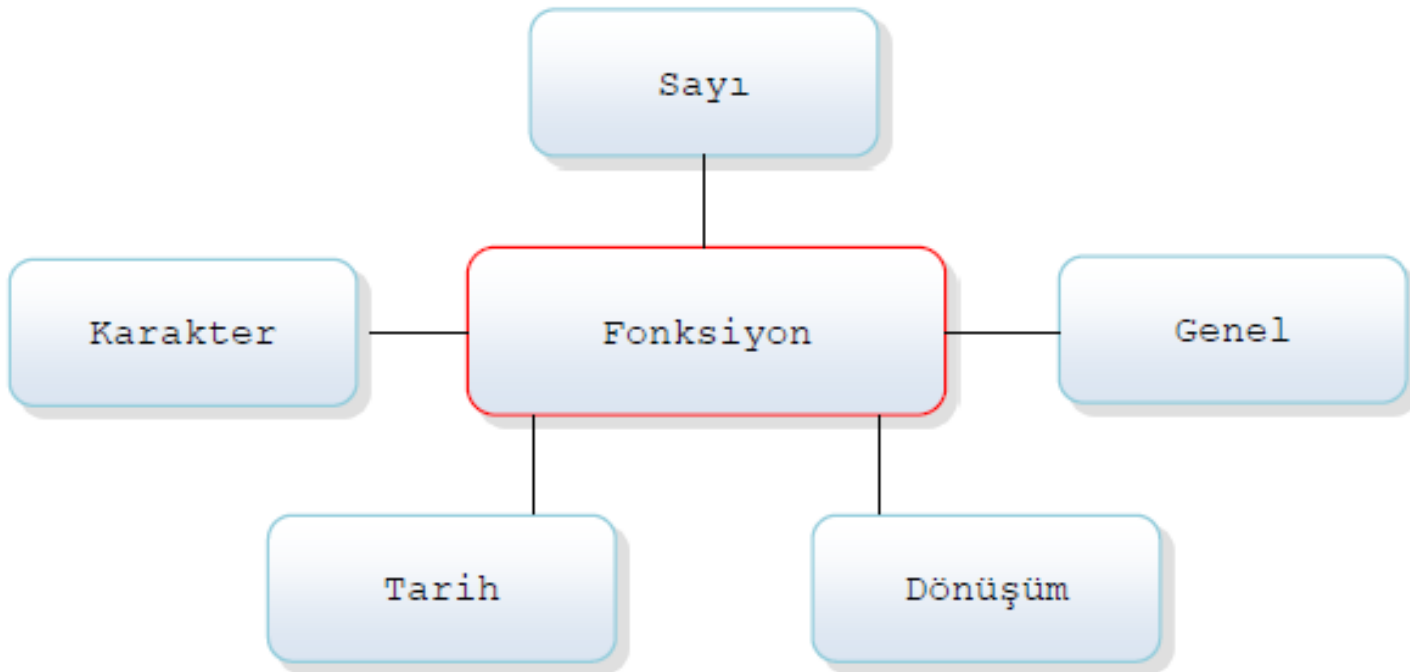 Sayı
Karakter
Fonksiyon
Genel
Tarih
Dönüşüm